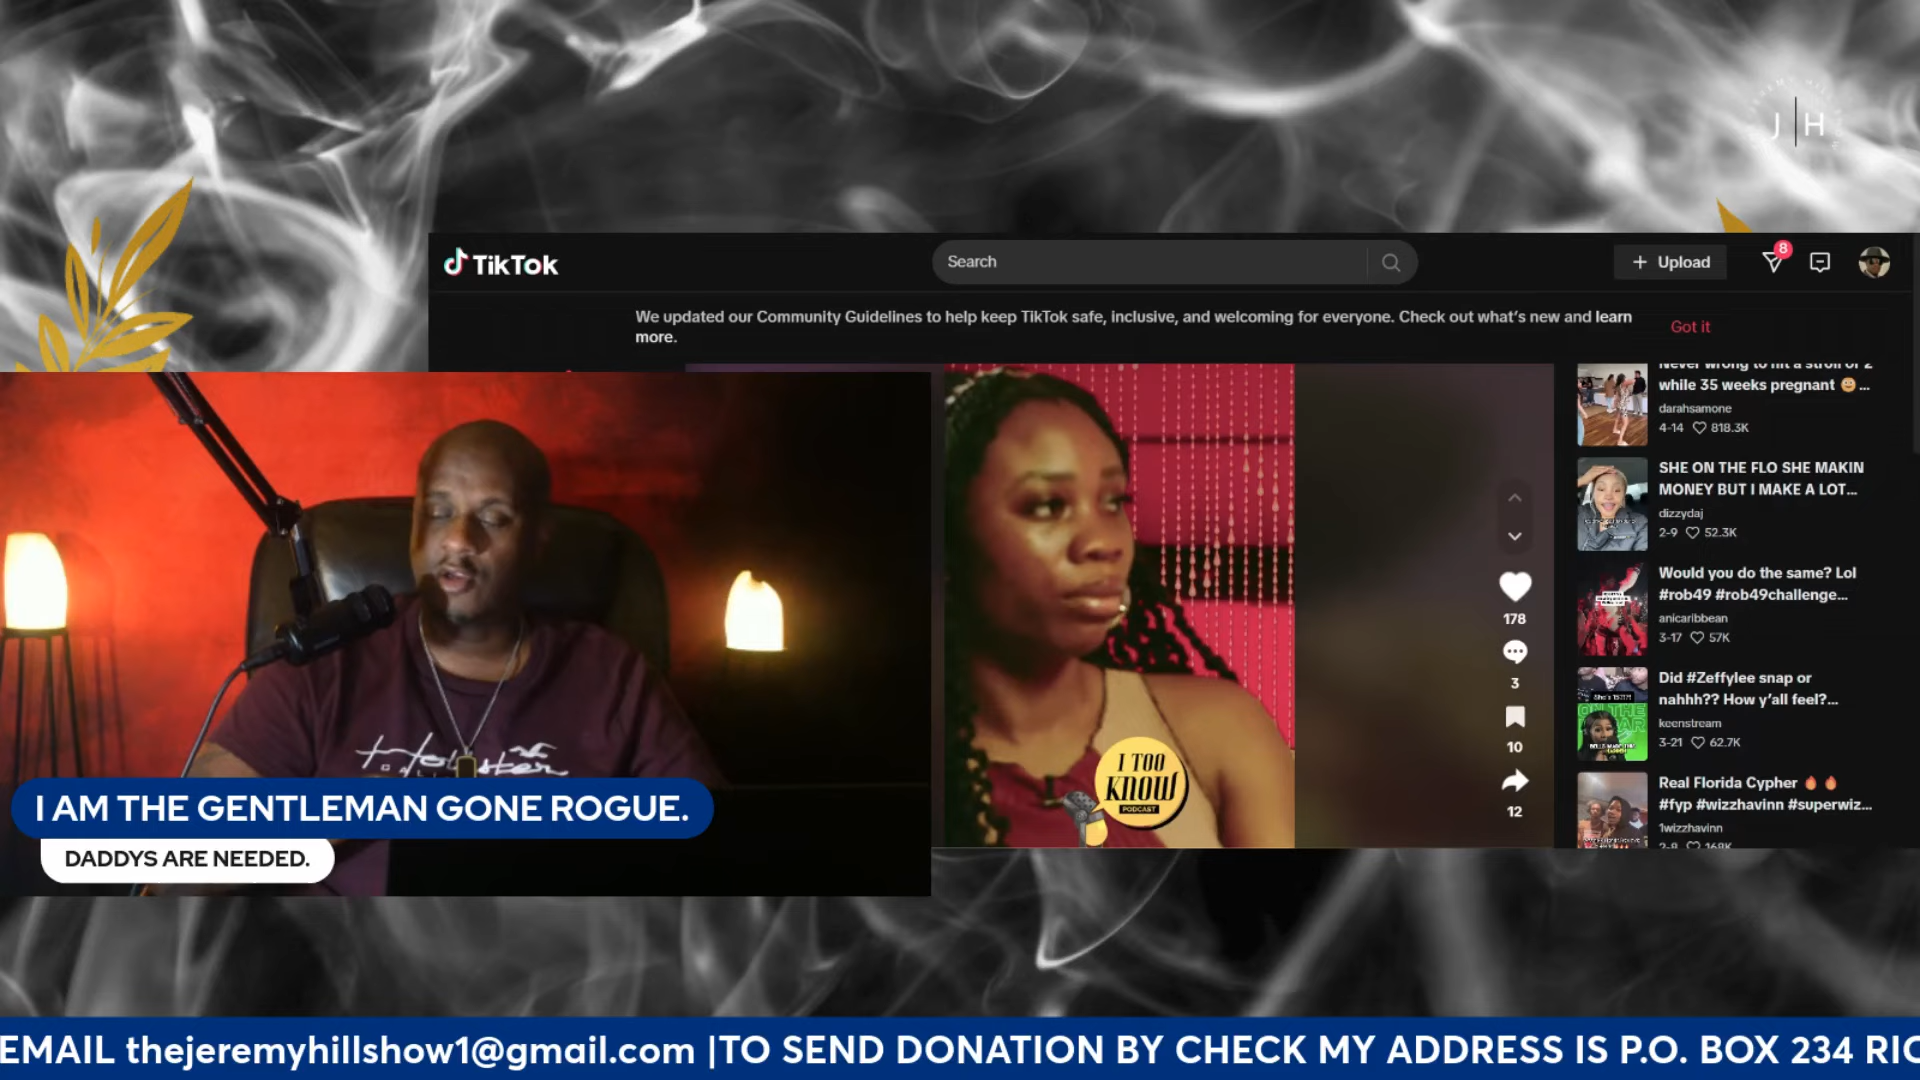 J H
TikTok
Search
Upload
8
We updated our Community Guidelines to help keep TikTok safe, inclusive, and welcoming for everyone. Check out what's new and learn
more.
Got it
while 35 weeks pregnant 😊...
darahsamone
4-14 818.3K
SHE ON THE FLO SHE MAKIN
MONEY BUT I MAKE A LOT...
dizzydaj
2-9 52.3K
Would you do the same? Lol
#rob49 #rob49challenge...
anicaribbean
3-17 57K
Did #Zeffylee snap or
nahhh?? How y'all feel?...
keenstream
3-21 62.7K
Real Florida Cypher 🔥🔥
#fyp #wizzhavinn #superwiz...
1wizzhavinn
178
3
10
12
I TOO
KNOW
PODCAST
I AM THE GENTLEMAN GONE ROGUE.
DADDYS ARE NEEDED.
EMAIL thejeremyhillshow1@gmail.com |TO SEND DONATION BY CHECK MY ADDRESS IS P.O. BOX 234 RIC